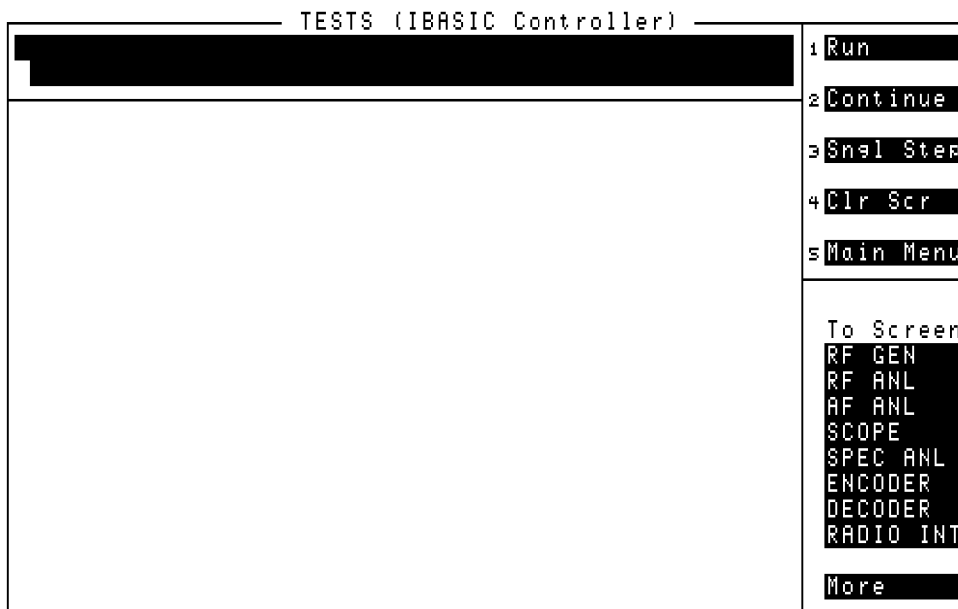 TESTS (IBASIC Controller)
1 Run
2 Continue
3 Sngl Step
4 Clr Scr
5 Main Menu
To Screen
RF GEN
RF ANL
AF ANL
SCOPE
SPEC ANL
ENCODER
DECODER
RADIO INT
More